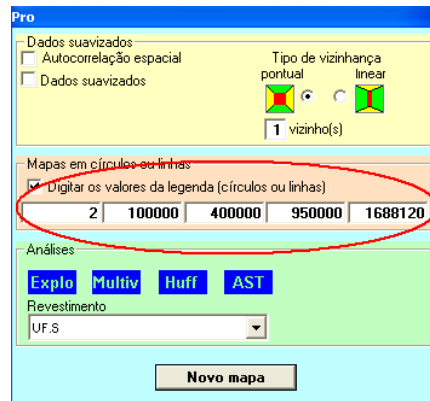 Pro
Dados suavizados
Autocorrelação espacial
Dados suavizados
Tipo de vizinhança
pontual linear
1 vizinho(s)
Mapas em círculos ou linhas
Digitar os valores da legenda (círculos ou linhas)
2 100000 400000 950000 1688120
Análises
Explo Multiv Huff AST
Revestimento
UF.S
Novo mapa